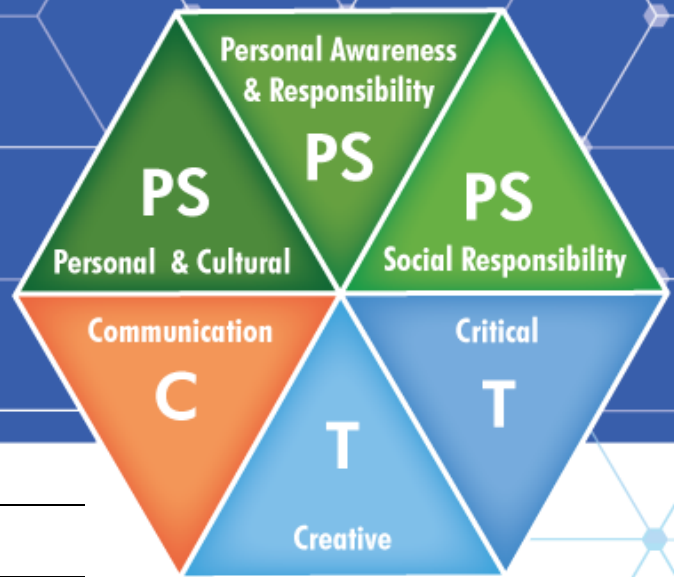 Personal Awareness
& Responsibility
PS
PS
Personal & Cultural
PS
Social Responsibility
Communication
C
T
Creative
Critical
T